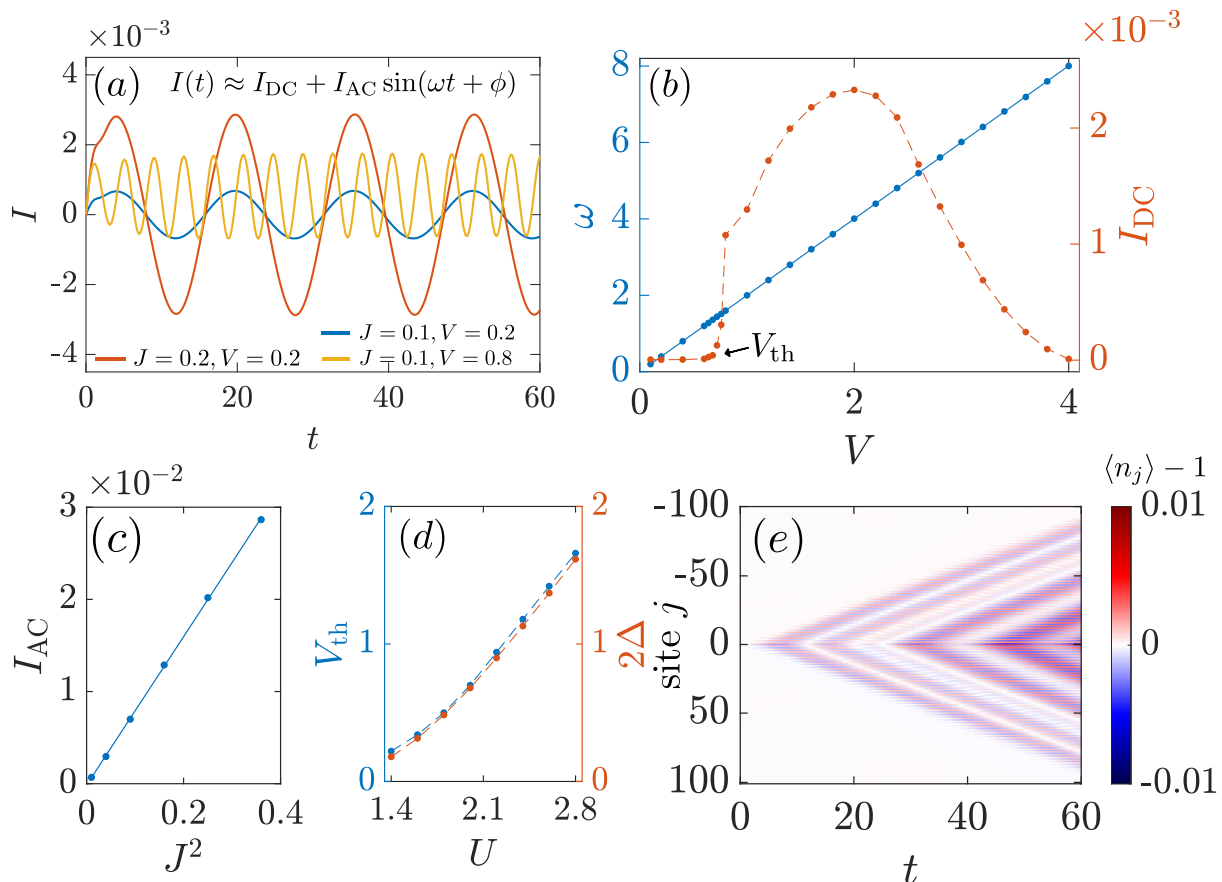 ×10⁻³
(a) I(t) ≈ I_DC + I_AC sin(ωt + φ)
4
2
0
-2
-4
I
J = 0.1, V = 0.2
J = 0.2, V = 0.2
J = 0.1, V = 0.8
0 20 40 60
t
×10⁻³
(b)
8
6
4
2
0
ω
V_th
2
1
0
I_DC
0 2 4
V
×10⁻²
(c)
3
2
1
0
I_AC
0 0.2 0.4
J²
(d)
2
1
0
V_th
2
1
0
2Δ
1.4 2.1 2.8
U
(e)
-100
-50
0
50
100
site j
0 20 40 60
t
⟨n_j⟩ − 1
0.01
0
-0.01